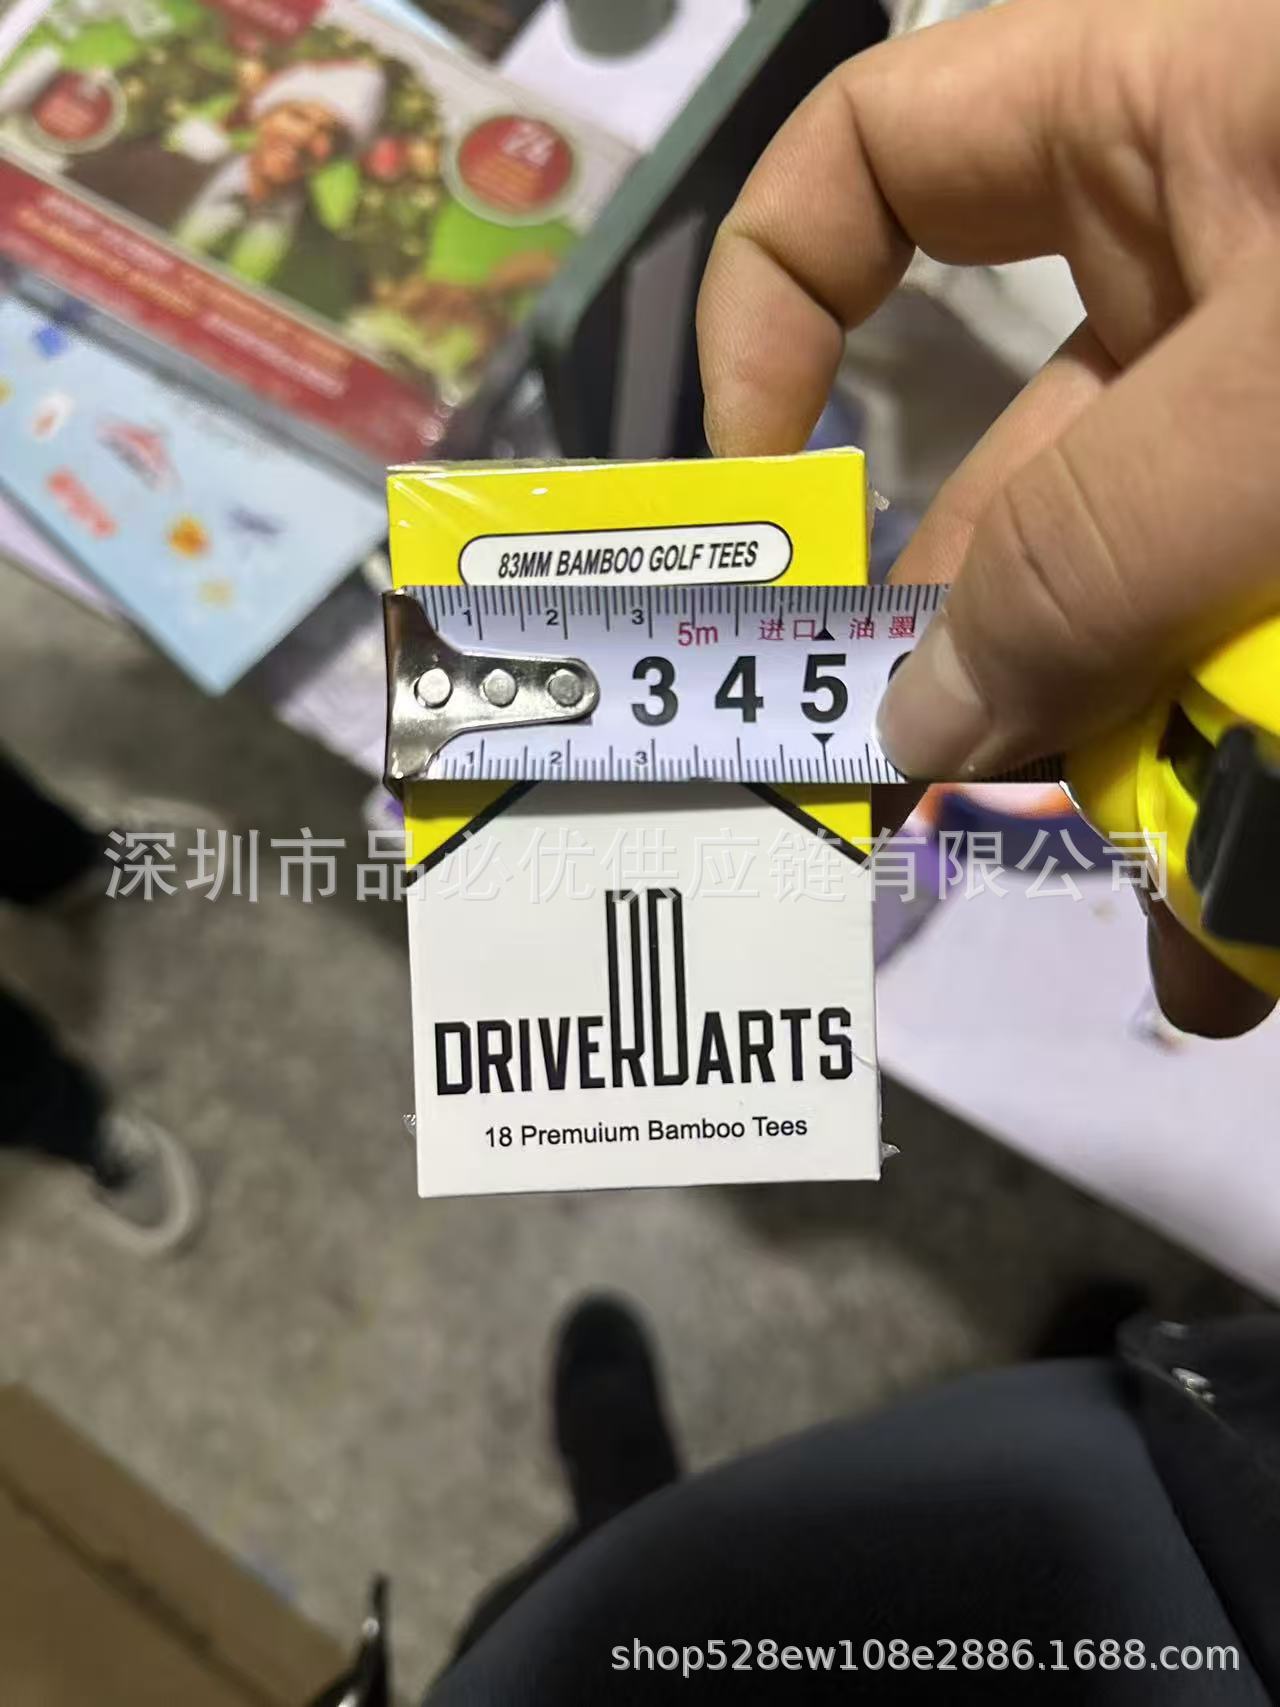 83MM BAMBOO GOLF TEES
1 2 3
5m 进口 油墨
3 4 5
1 2 3
深圳市品必优供应链有限公司
DRIVERDARTS
18 Premuium Bamboo Tees
shop528ew108e2886.1688.com